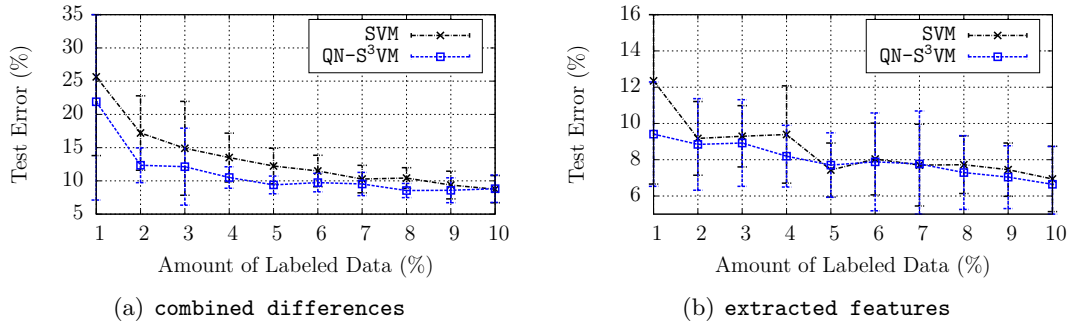 35
30
25
20
15
10
5
Test Error (%)
SVM
QN-S³VM
1 2 3 4 5 6 7 8 9 10
Amount of Labeled Data (%)
(a) combined differences
16
14
12
10
8
6
Test Error (%)
SVM
QN-S³VM
1 2 3 4 5 6 7 8 9 10
Amount of Labeled Data (%)
(b) extracted features